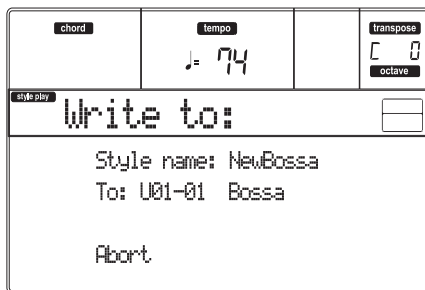 chord tempo transpose
♩= 74 C 0
octave
style play
Write to:
Style name: NewBossa
To: U01-01 Bossa
Abort